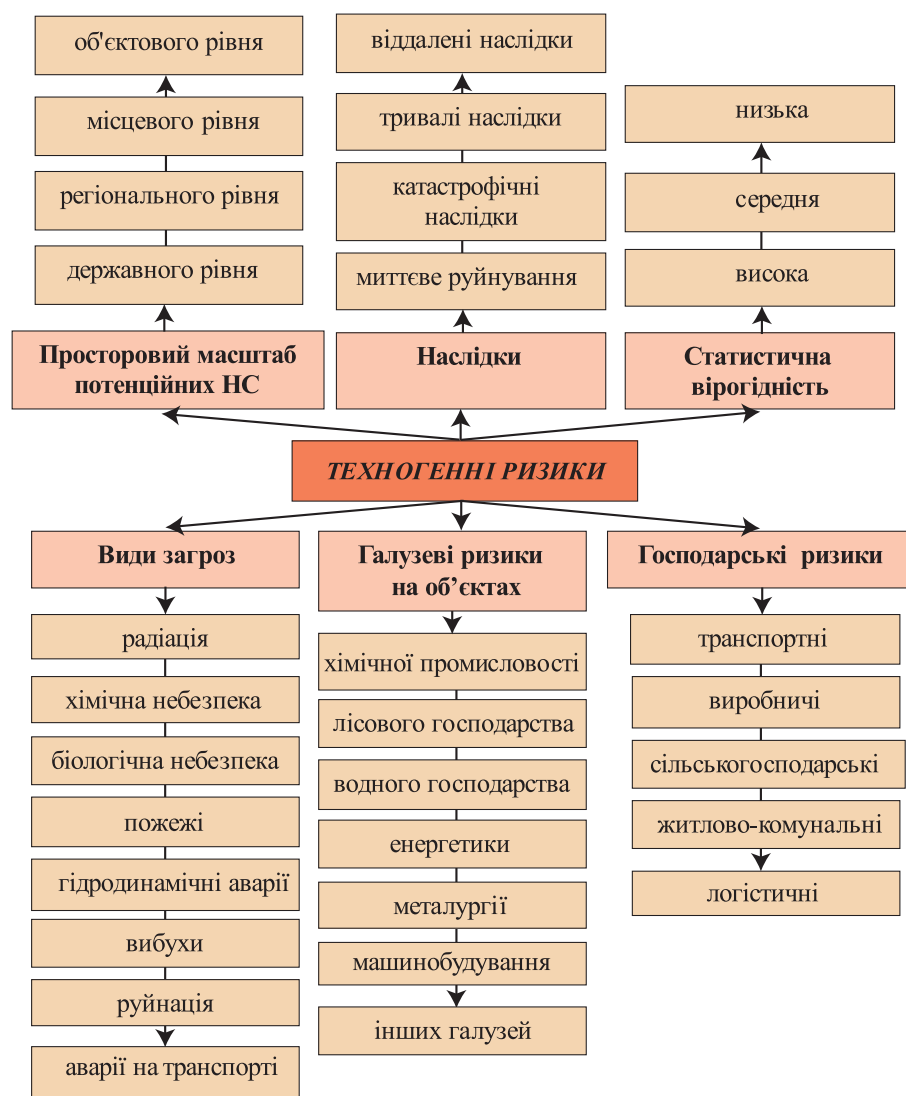 об'єктового рівня
місцевого рівня
регіонального рівня
державного рівня
Просторовий масштаб
потенційних НС
віддалені наслідки
тривалі наслідки
катастрофічні
наслідки
миттєве руйнування
Наслідки
низька
середня
висока
Статистична
вірогідність
ТЕХНОГЕННІ РИЗИКИ
Види загроз
радіація
хімічна небезпека
біологічна небезпека
пожежі
гідродинамічні аварії
вибухи
руйнація
аварії на транспорті
Галузеві ризики
на об’єктах
хімічної промисловості
лісового господарства
водного господарства
енергетики
металургії
машинобудування
інших галузей
Господарські ризики
транспортні
виробничі
сільськогосподарські
житлово-комунальні
логістичні